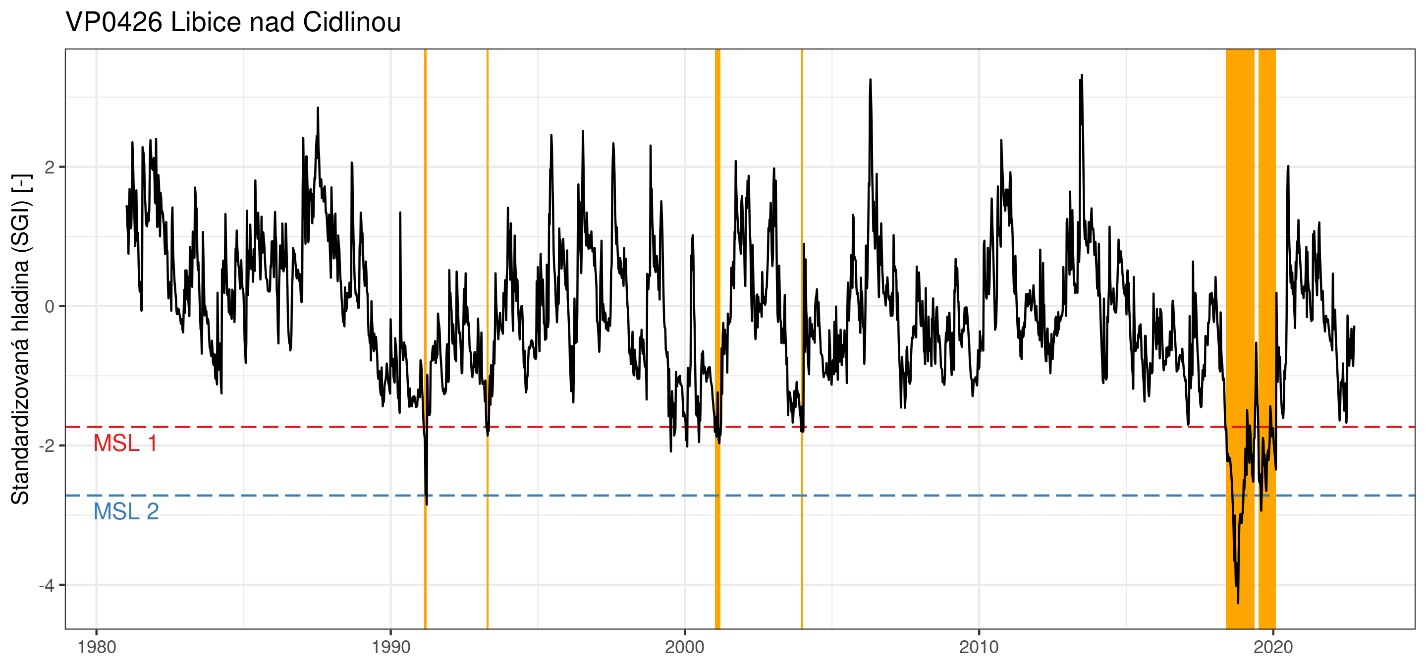 VP0426 Libice nad Cidlinou
Standardizovaná hladina (SGI) [-]
2
0
-2
-4
MSL 1
MSL 2
1980
1990
2000
2010
2020